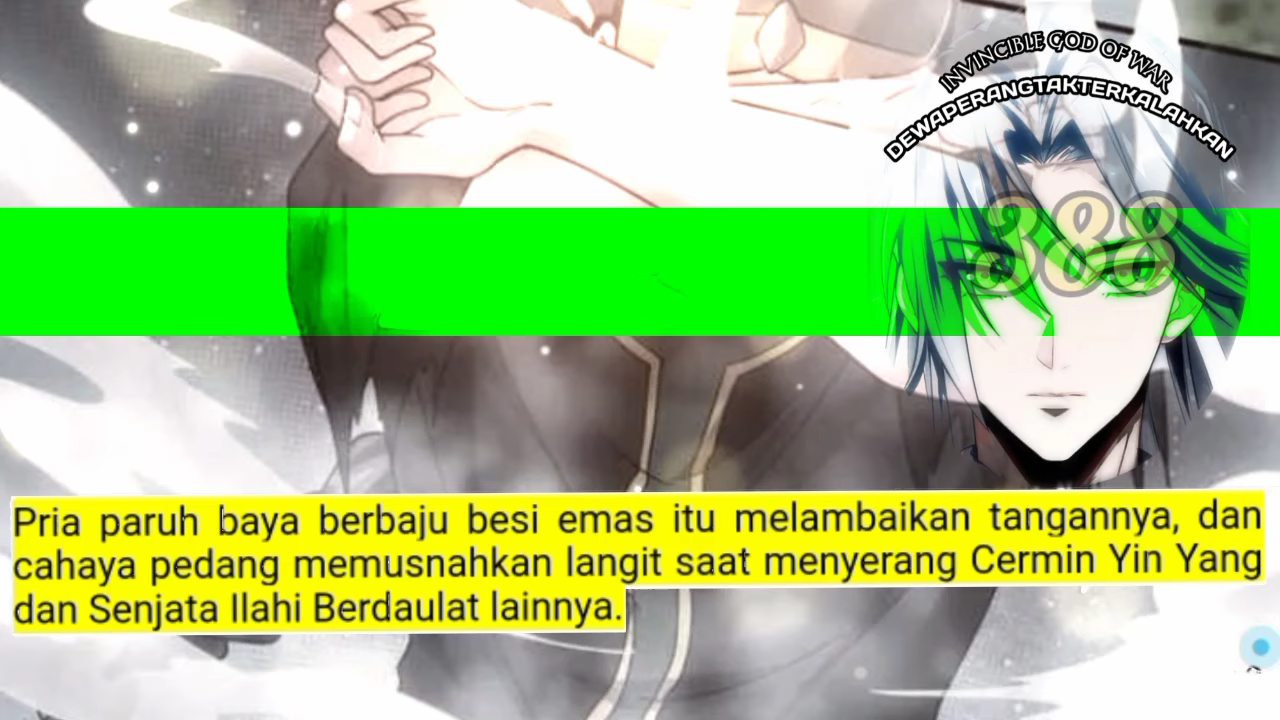 INVINCIBLE GOD OF WAR
DEWAPERANGTAKTERKALAHKAN
388
Pria paruh baya berbaju besi emas itu melambaikan tangannya, dan
cahaya pedang memusnahkan langit saat menyerang Cermin Yin Yang
dan Senjata Ilahi Berdaulat lainnya.